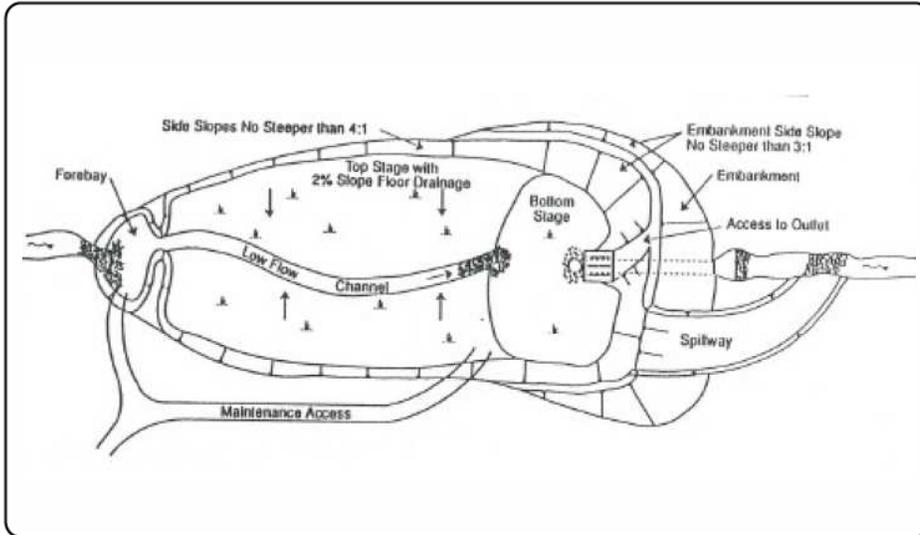 Side Slopes No Steeper than 4:1
Embankment Side Slope
No Steeper than 3:1
Forebay
Top Stage with
2% Slope Floor Drainage
Embankment
Bottom
Stage
Access to Outlet
Low Flow
Channel
Spillway
Maintenance Access